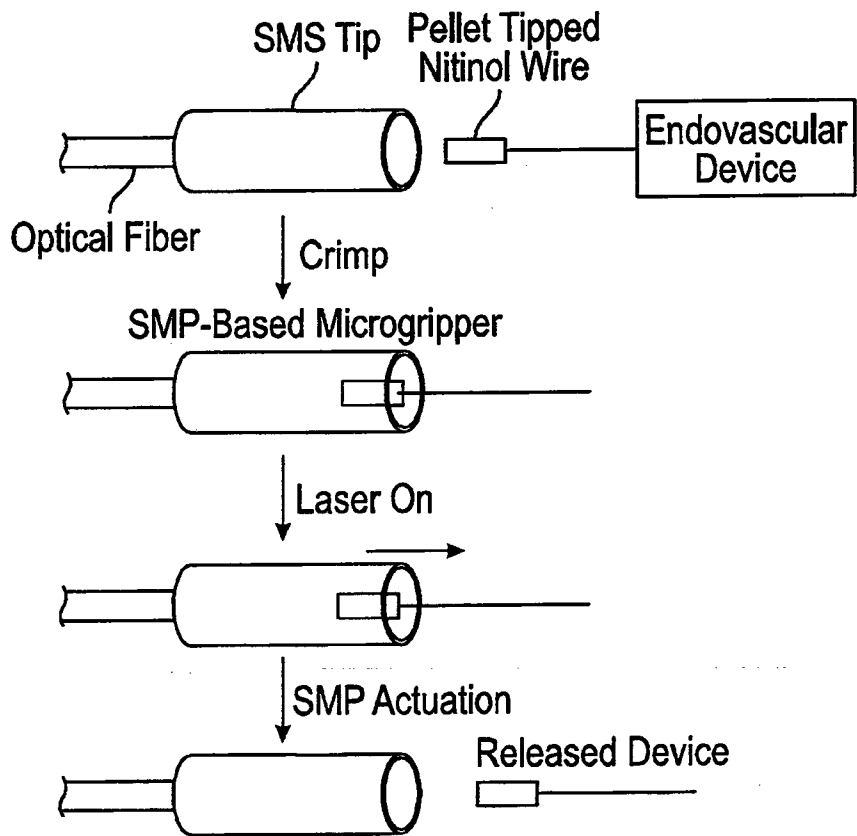 SMS Tip
Pellet Tipped
Nitinol Wire
Endovascular
Device
Optical Fiber
Crimp
SMP-Based Microgripper
Laser On
SMP Actuation
Released Device